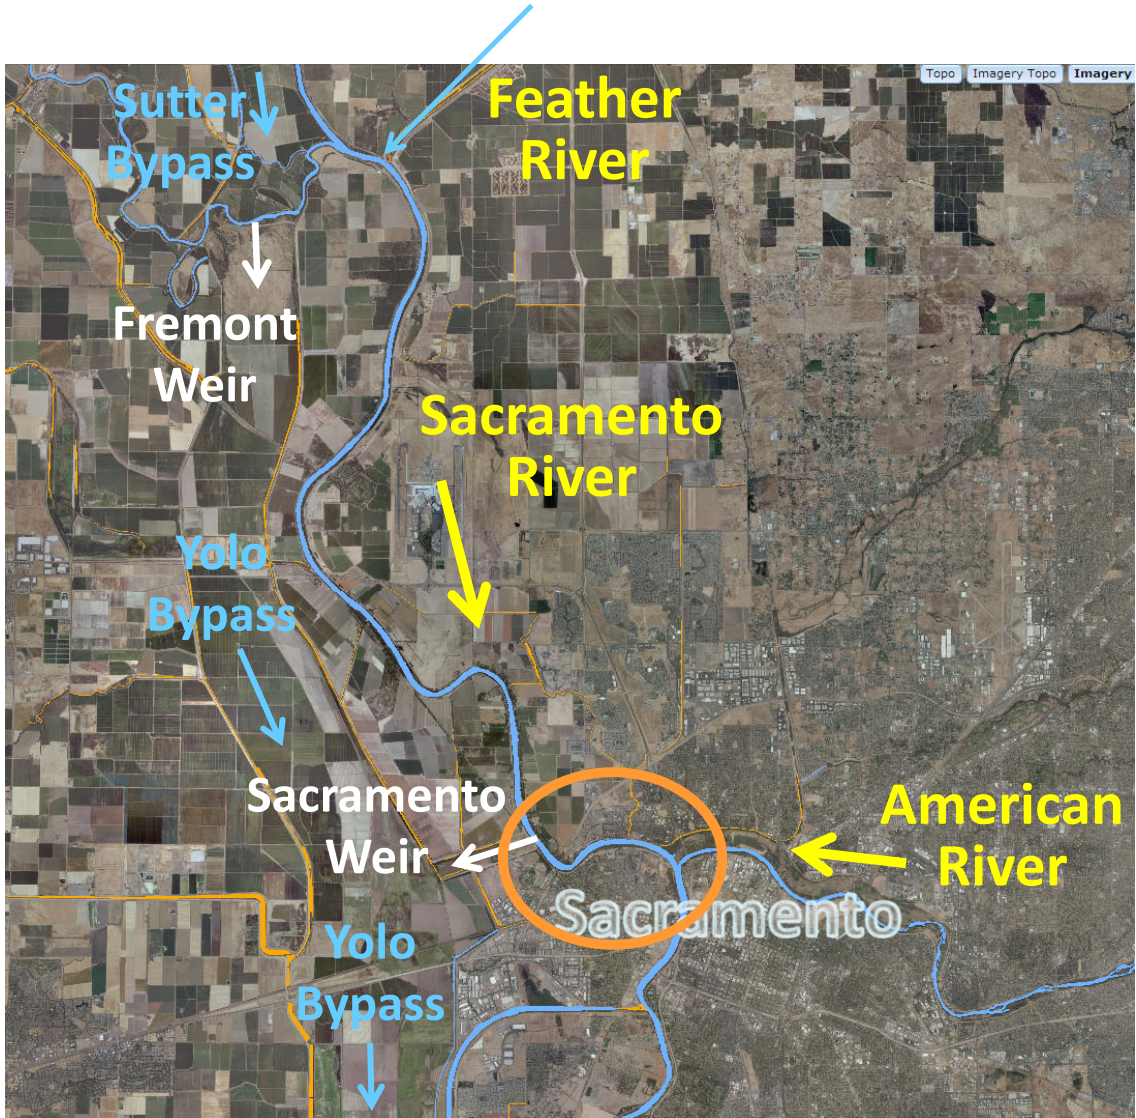 Topo
Imagery Topo
Imagery
Sutter
Bypass
Feather
River
Fremont
Weir
Sacramento
River
Yolo
Bypass
Sacramento
Weir
American
River
Sacramento
Yolo
Bypass